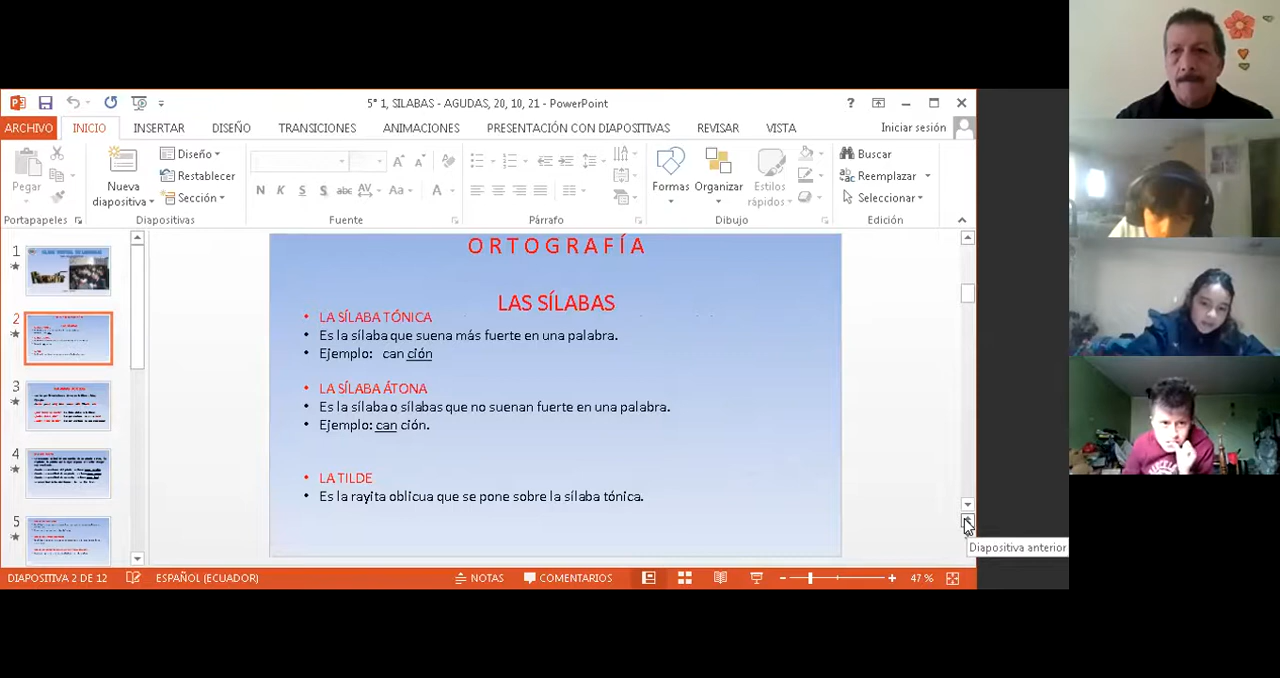 5° 1, SILABAS - AGUDAS, 20, 10, 21 - PowerPoint
ARCHIVO INICIO INSERTAR DISEÑO TRANSICIONES ANIMACIONES PRESENTACIÓN CON DIAPOSITIVAS REVISAR VISTA Iniciar sesión
Pegar
Nueva diapositiva
Diseño
Restablecer
Sección
Formas
Organizar
Estilos rápidos
Buscar
Reemplazar
Seleccionar
Portapapeles Diapositivas Fuente Párrafo Dibujo Edición
1
2
3
4
5
ORTOGRAFÍA
LAS SÍLABAS
• LA SÍLABA TÓNICA
• Es la sílaba que suena más fuerte en una palabra.
• Ejemplo: can ción
• LA SÍLABA ÁTONA
• Es la sílaba o sílabas que no suenan fuerte en una palabra.
• Ejemplo: can ción.
• LA TILDE
• Es la rayita oblicua que se pone sobre la sílaba tónica.
Diapositiva anterior
DIAPOSITIVA 2 DE 12 ESPAÑOL (ECUADOR) NOTAS COMENTARIOS 47 %